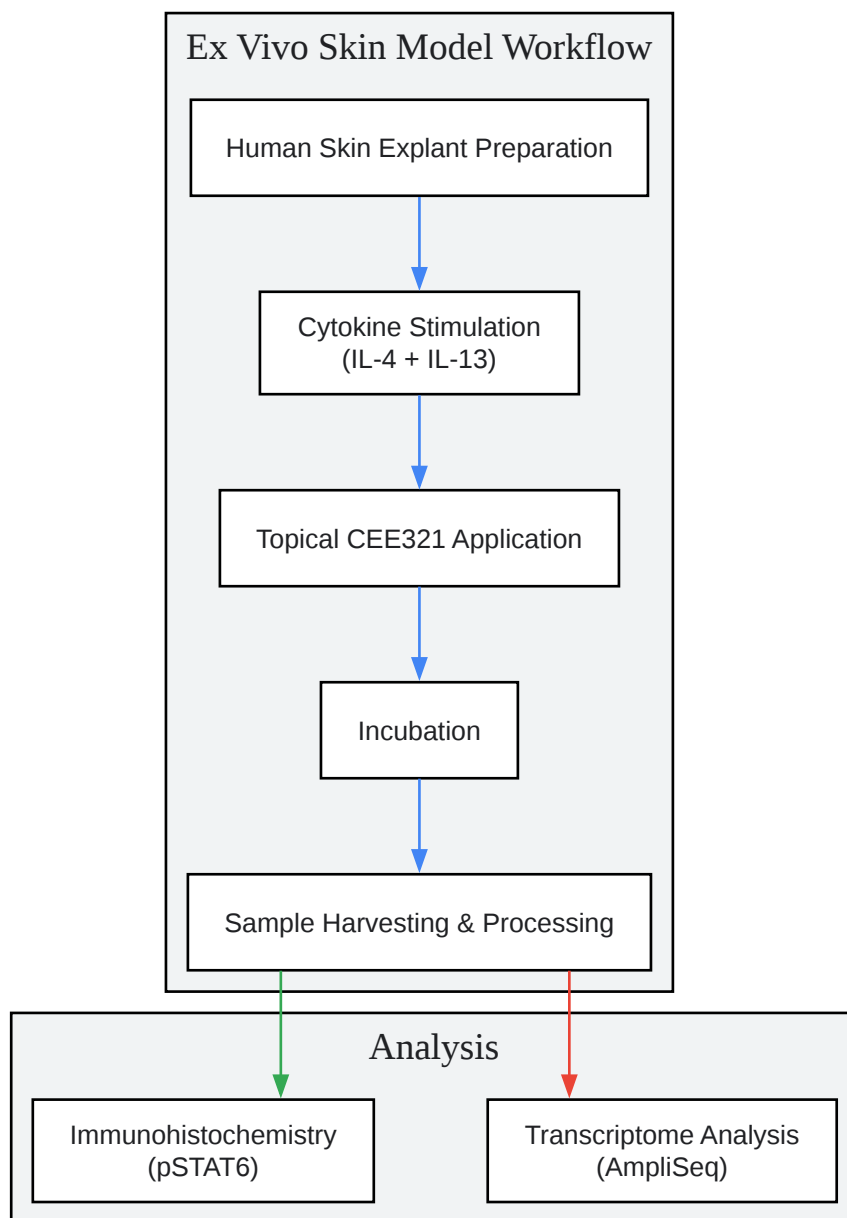 Ex Vivo Skin Model Workflow
Human Skin Explant Preparation
Cytokine Stimulation
(IL-4 + IL-13)
Topical CEE321 Application
Incubation
Sample Harvesting & Processing
Analysis
Immunohistochemistry
(pSTAT6)
Transcriptome Analysis
(AmpliSeq)